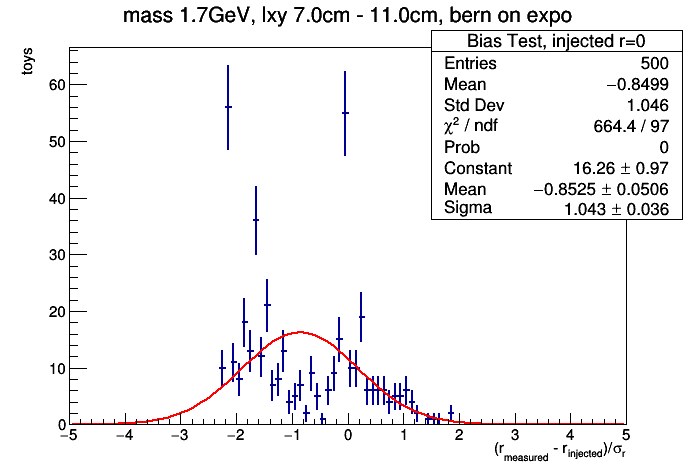 mass 1.7GeV, lxy 7.0cm - 11.0cm, bern on expo
Bias Test, injected r=0
Entries 500
Mean −0.8499
Std Dev 1.046
χ² / ndf 664.4 / 97
Prob 0
Constant 16.26 ± 0.97
Mean −0.8525 ± 0.0506
Sigma 1.043 ± 0.036
toys
60
50
40
30
20
10
0
−5 −4 −3 −2 −1 0 1 2 3 4 5
(r_measured - r_injected)/σ_r